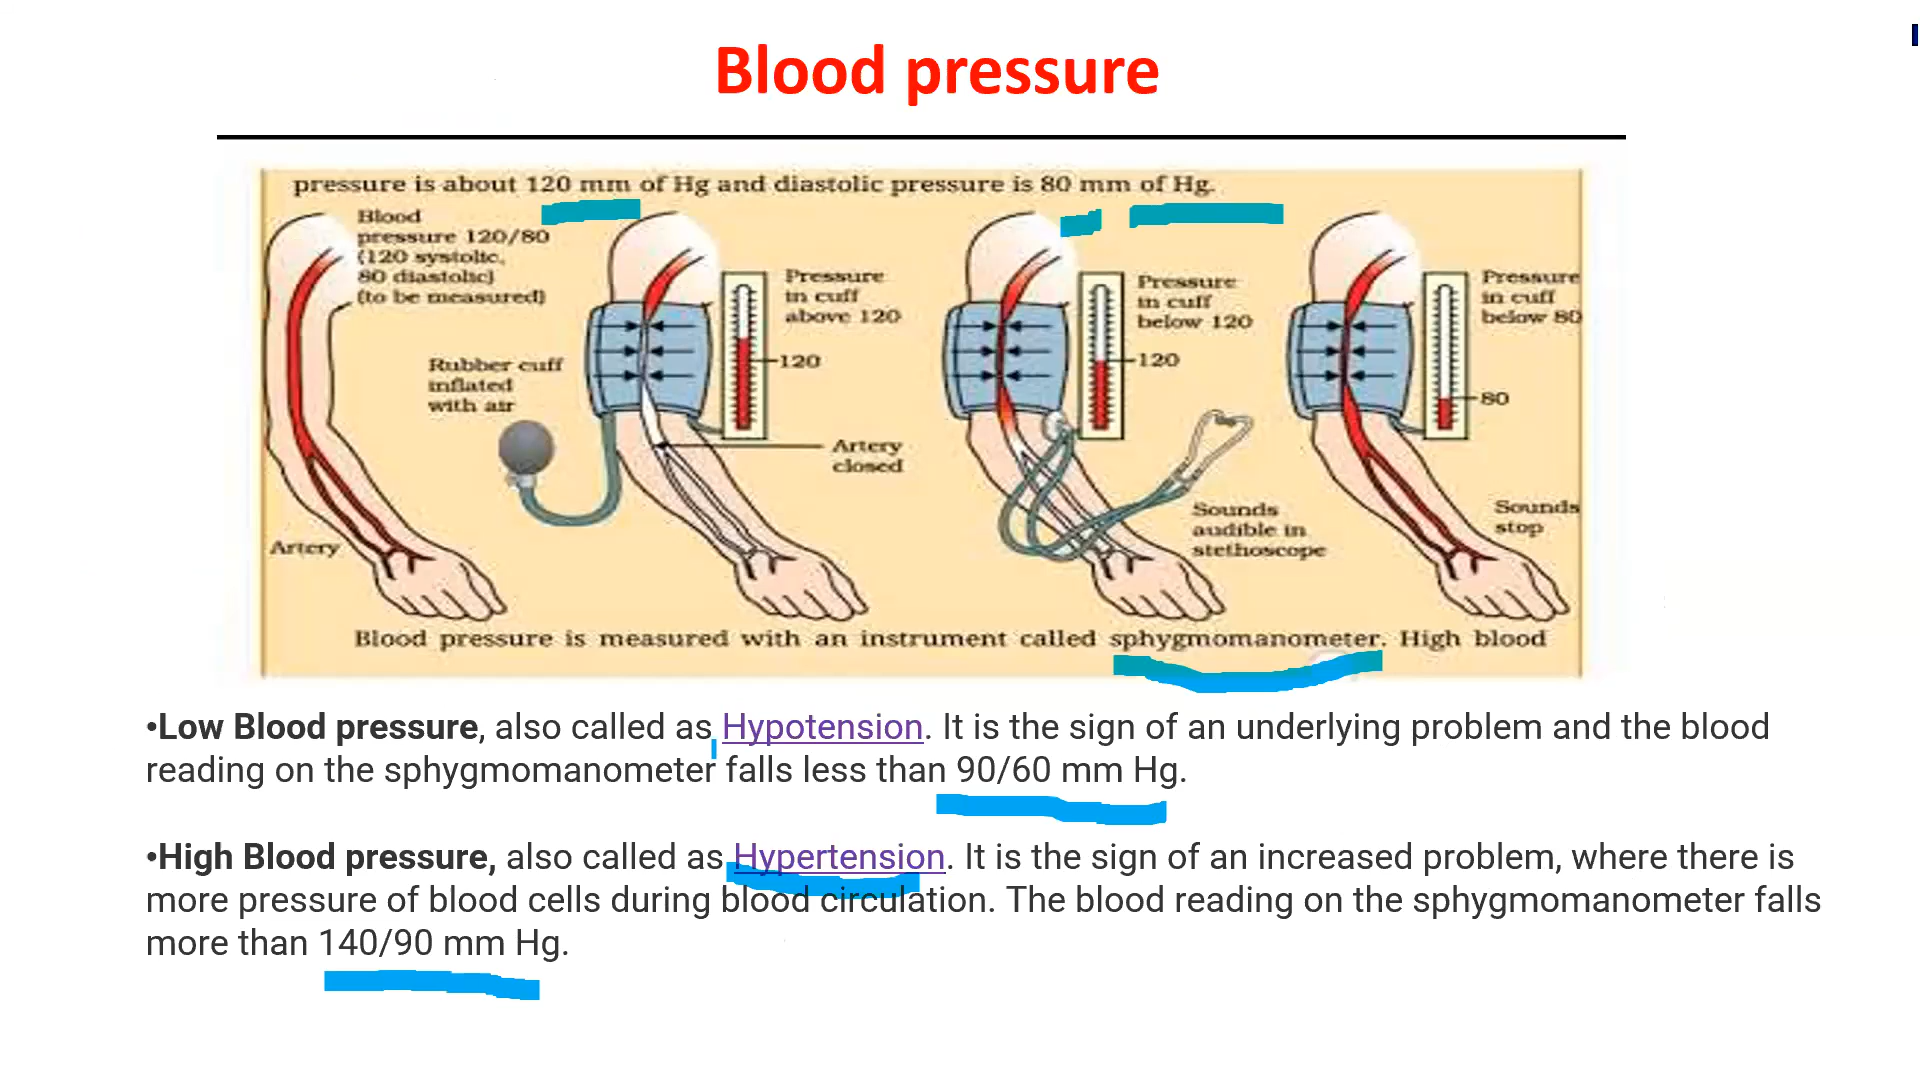 Blood pressure
pressure is about 120 mm of Hg and diastolic pressure is 80 mm of Hg.
Blood
pressure 120/80
(120 systolic,
80 diastolic)
(to be measured)
Rubber cuff
inflated
with air
Artery
Pressure
in cuff
above 120
120
Artery
closed
Pressure
in cuff
below 120
120
Sounds
audible in
stethoscope
Pressure
in cuff
below 80
80
Sounds
stop
Blood pressure is measured with an instrument called sphygmomanometer. High blood
•Low Blood pressure, also called as Hypotension. It is the sign of an underlying problem and the blood
reading on the sphygmomanometer falls less than 90/60 mm Hg.
•High Blood pressure, also called as Hypertension. It is the sign of an increased problem, where there is
more pressure of blood cells during blood circulation. The blood reading on the sphygmomanometer falls
more than 140/90 mm Hg.